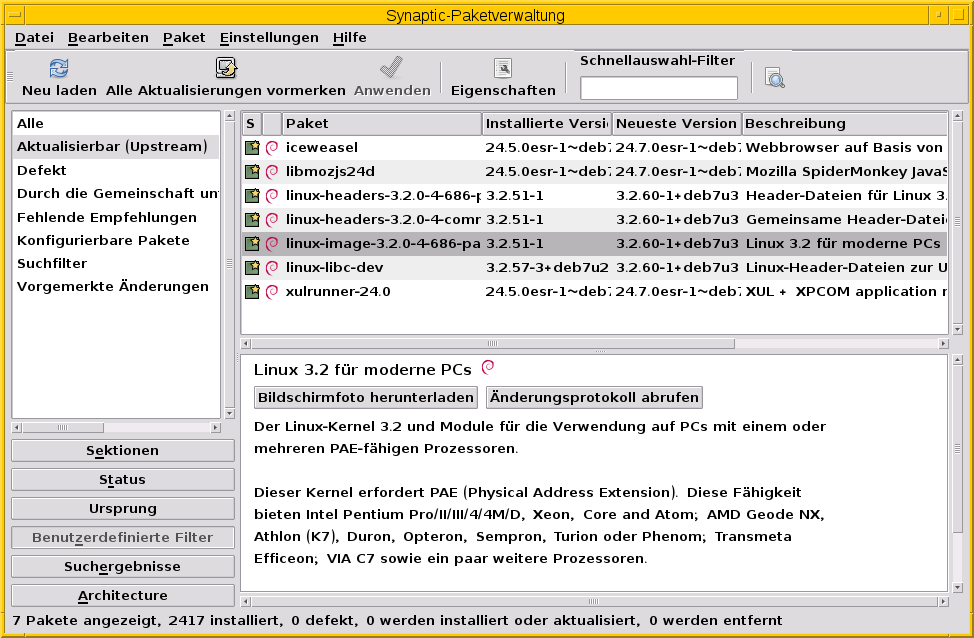 Synaptic-Paketverwaltung
Datei Bearbeiten Paket Einstellungen Hilfe
Neu laden Alle Aktualisierungen vormerken Anwenden Eigenschaften Schnellauswahl-Filter
Alle
Aktualisierbar (Upstream)
Defekt
Durch die Gemeinschaft un
Fehlende Empfehlungen
Konfigurierbare Pakete
Suchfilter
Vorgemerkte Änderungen
Sektionen
Status
Ursprung
Benutzerdefinierte Filter
Suchergebnisse
Architecture
S Paket Installierte Versi Neueste Version Beschreibung
iceweasel 24.5.0esr-1~deb7 24.7.0esr-1~deb7 Webbrowser auf Basis von
libmozjs24d 24.5.0esr-1~deb7 24.7.0esr-1~deb7 Mozilla SpiderMonkey JavaS
linux-headers-3.2.0-4-686-p 3.2.51-1 3.2.60-1+deb7u3 Header-Dateien für Linux 3.
linux-headers-3.2.0-4-comr 3.2.51-1 3.2.60-1+deb7u3 Gemeinsame Header-Datei
linux-image-3.2.0-4-686-pa 3.2.51-1 3.2.60-1+deb7u3 Linux 3.2 für moderne PCs
linux-libc-dev 3.2.57-3+deb7u2 3.2.60-1+deb7u3 Linux-Header-Dateien zur U
xulrunner-24.0 24.5.0esr-1~deb7 24.7.0esr-1~deb7 XUL + XPCOM application r
Linux 3.2 für moderne PCs
Bildschirmfoto herunterladen Änderungsprotokoll abrufen
Der Linux-Kernel 3.2 und Module für die Verwendung auf PCs mit einem oder
mehreren PAE-fähigen Prozessoren.
Dieser Kernel erfordert PAE (Physical Address Extension). Diese Fähigkeit
bieten Intel Pentium Pro/II/III/4/4M/D, Xeon, Core and Atom; AMD Geode NX,
Athlon (K7), Duron, Opteron, Sempron, Turion oder Phenom; Transmeta
Efficeon; VIA C7 sowie ein paar weitere Prozessoren.
7 Pakete angezeigt, 2417 installiert, 0 defekt, 0 werden installiert oder aktualisiert, 0 werden entfernt